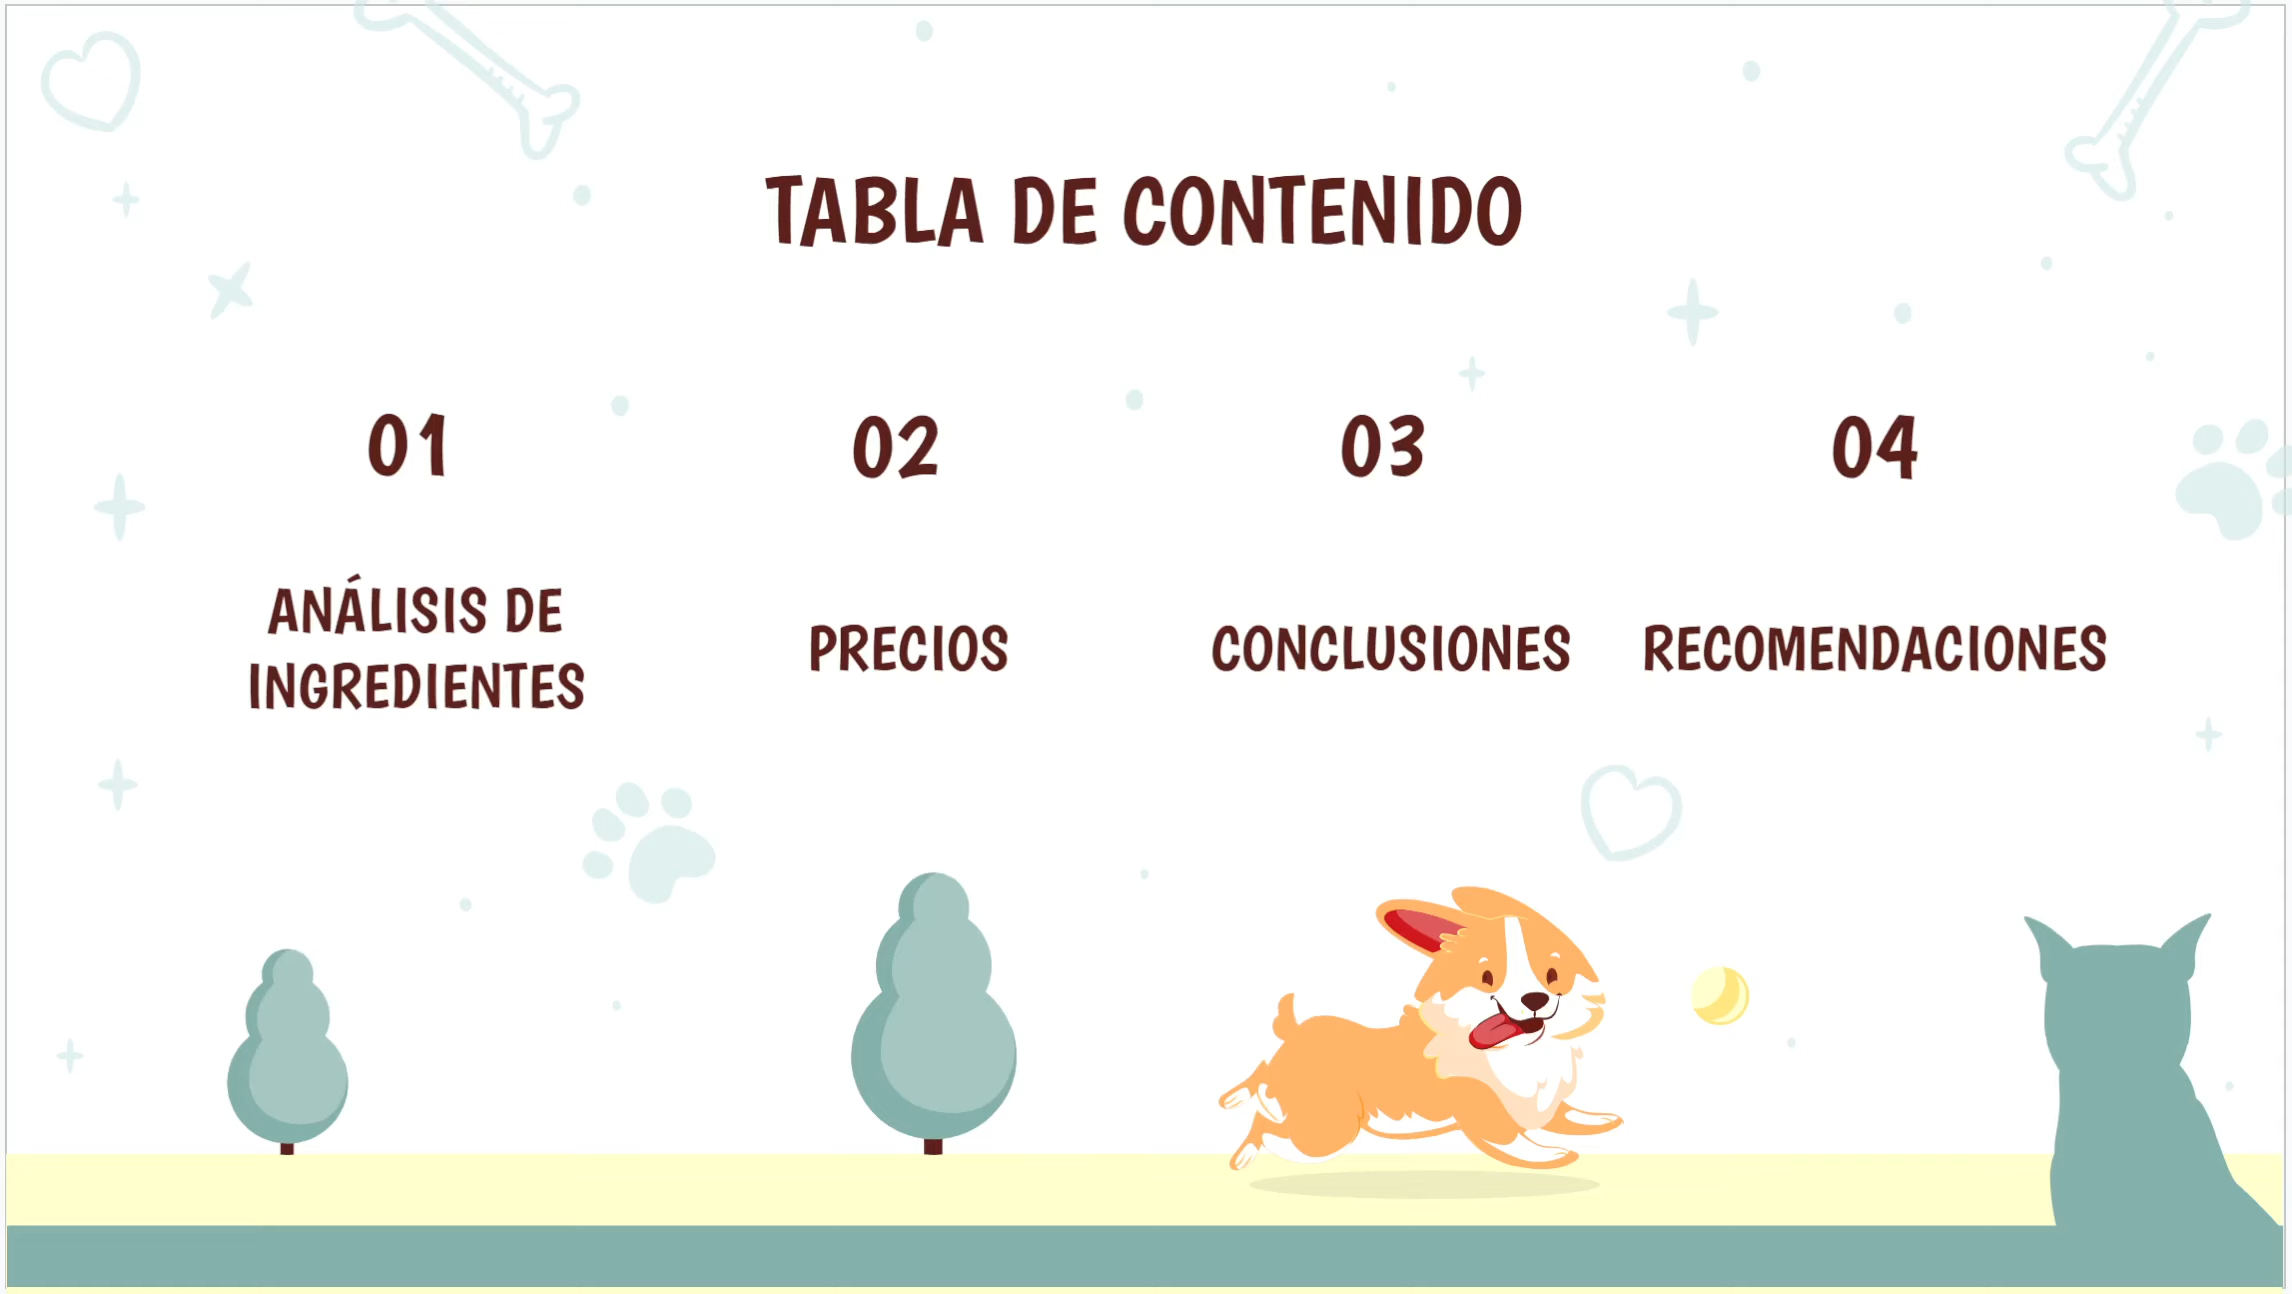 TABLA DE CONTENIDO
01
ANÁLISIS DE
INGREDIENTES
02
PRECIOS
03
CONCLUSIONES
04
RECOMENDACIONES